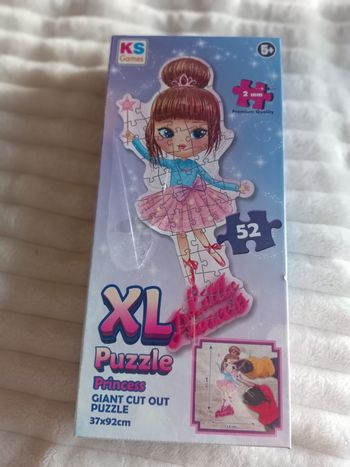 KS
Games
5+
2 mm
Premium Quality
52
Little
Princess
XL
Puzzle
Princess
GIANT CUT OUT
PUZZLE
37x92cm